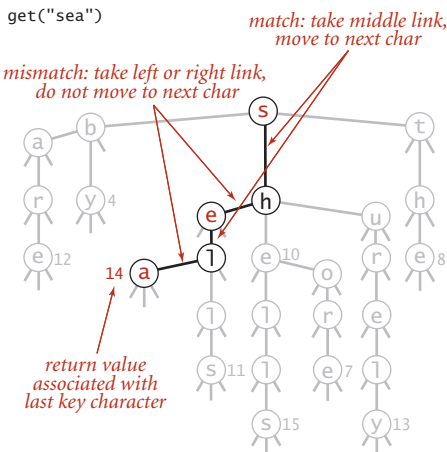 get("sea")
match: take middle link,
move to next char
mismatch: take left or right link,
do not move to next char
s
b
t
a
y 4
r
h
h
e
u
e 12
14 a
l
e 10
o
r
e 8
l
l
r
e
return value
associated with
last key character
s 11
l
e 7
l
s 15
y 13